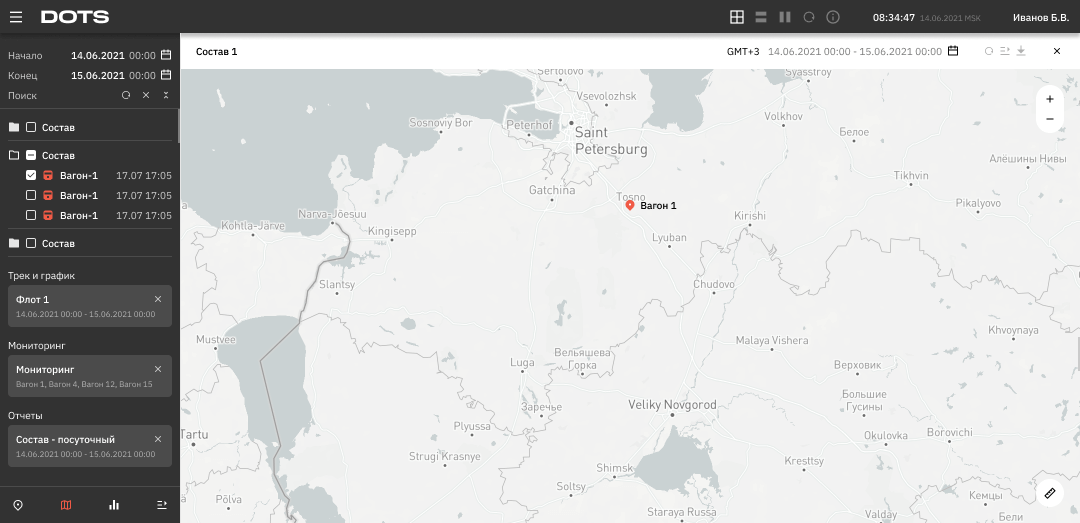 DOTS
08:34:47 14.06.2021 MSK
Иванов Б.В.
Начало 14.06.2021 00:00
Конец 15.06.2021 00:00
Поиск
Состав
Состав
Вагон-1 17.07 17:05
Вагон-1 17.07 17:05
Вагон-1 17.07 17:05
Состав
Трек и график
Флот 1
14.06.2021 00:00 - 15.06.2021 00:00
Мониторинг
Мониторинг
Вагон 1, Вагон 4, Вагон 12, Вагон 15
Отчеты
Состав - посуточный
14.06.2021 00:00 - 15.06.2021 00:00
Состав 1
GMT+3 14.06.2021 00:00 - 15.06.2021 00:00
Sertolovo
Syasstroy
Vsevolozhsk
Sosnoviy Bor
Peterhof
Saint
Petersburg
Volkhov
Белое
Алёшины Нивы
Gatchina
Tikhvin
Tosno
Вагон 1
Pikalyovo
Narva-Jõesuu
Kohtla-Järve
Kingisepp
Kirishi
Lyuban
Slantsy
Chudovo
Mustvee
Khvoynaya
Malaya Vishera
Luga
Вельяшева
Горка
Верховик
Большие
Гусины
Заречье
Veliky Novgorod
Plyussa
Tartu
Okulovka
Borovichi
Strugi Krasnye
Shimsk
Kresttsy
Soltsy
Põlva
Кемцы
Staraya Russa
Valday
Бели